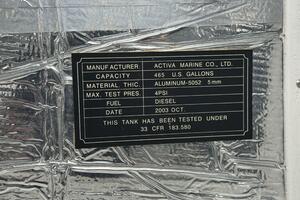 MANUFACTURER ACTIVA MARINE CO., LTD.
CAPACITY 465 U.S. GALLONS
MATERIAL, THIC. ALUMINUM-5052 5mm
MAX. TEST PRES 4PSI
FUEL DIESEL
DATE 2003 OCT.
THIS TANK HAS BEEN TESTED UNDER
33 CFR 183.580